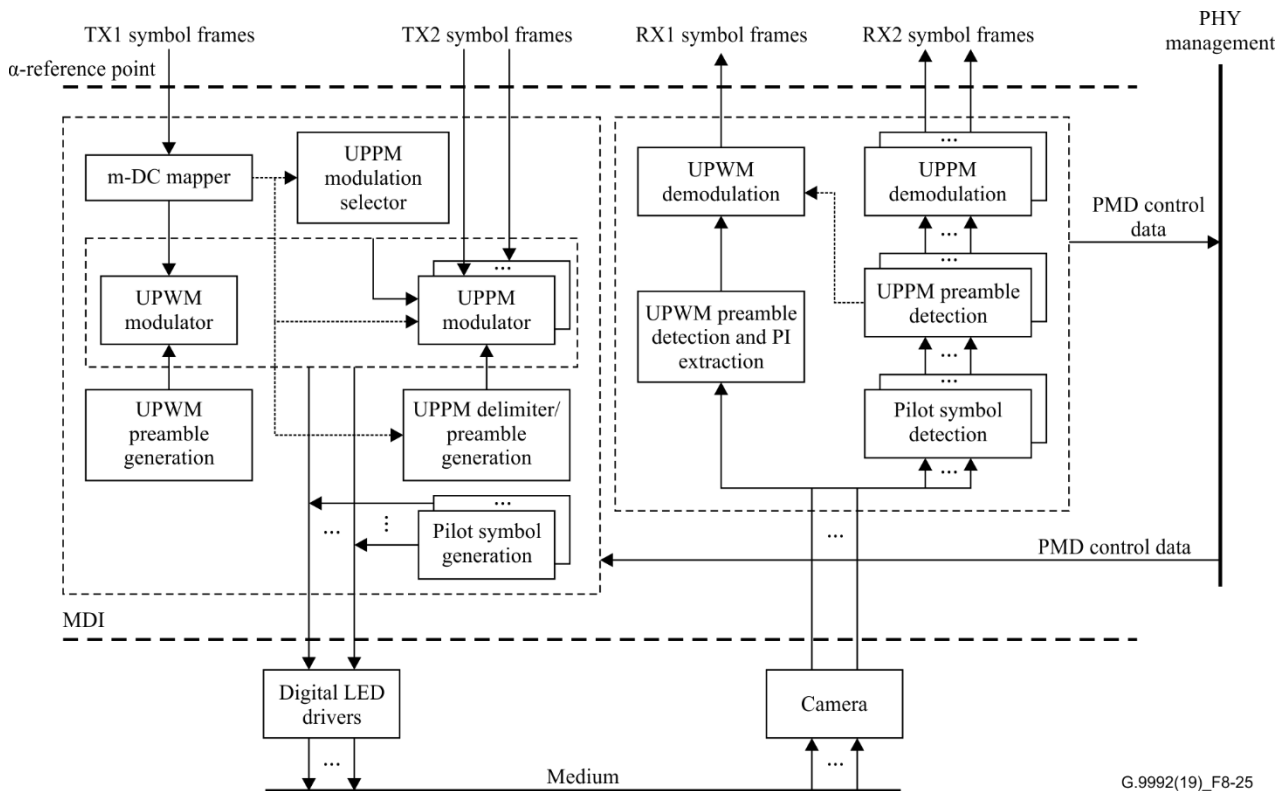 TX1 symbol frames
TX2 symbol frames
RX1 symbol frames
RX2 symbol frames
PHY
management
α-reference point
m-DC mapper
UPPM
modulation
selector
...
UPWM
modulator
UPPM
modulator
UPWM
preamble
generation
UPPM delimiter/
preamble
generation
...
...
...
Pilot symbol
generation
UPWM
demodulation
...
UPPM
demodulation
...
...
UPPM preamble
detection
UPWM preamble
detection and PI
extraction
...
...
Pilot symbol
detection
...
PMD control
data
...
PMD control data
MDI
Digital LED
drivers
Camera
...
...
Medium
G.9992(19)_F8-25